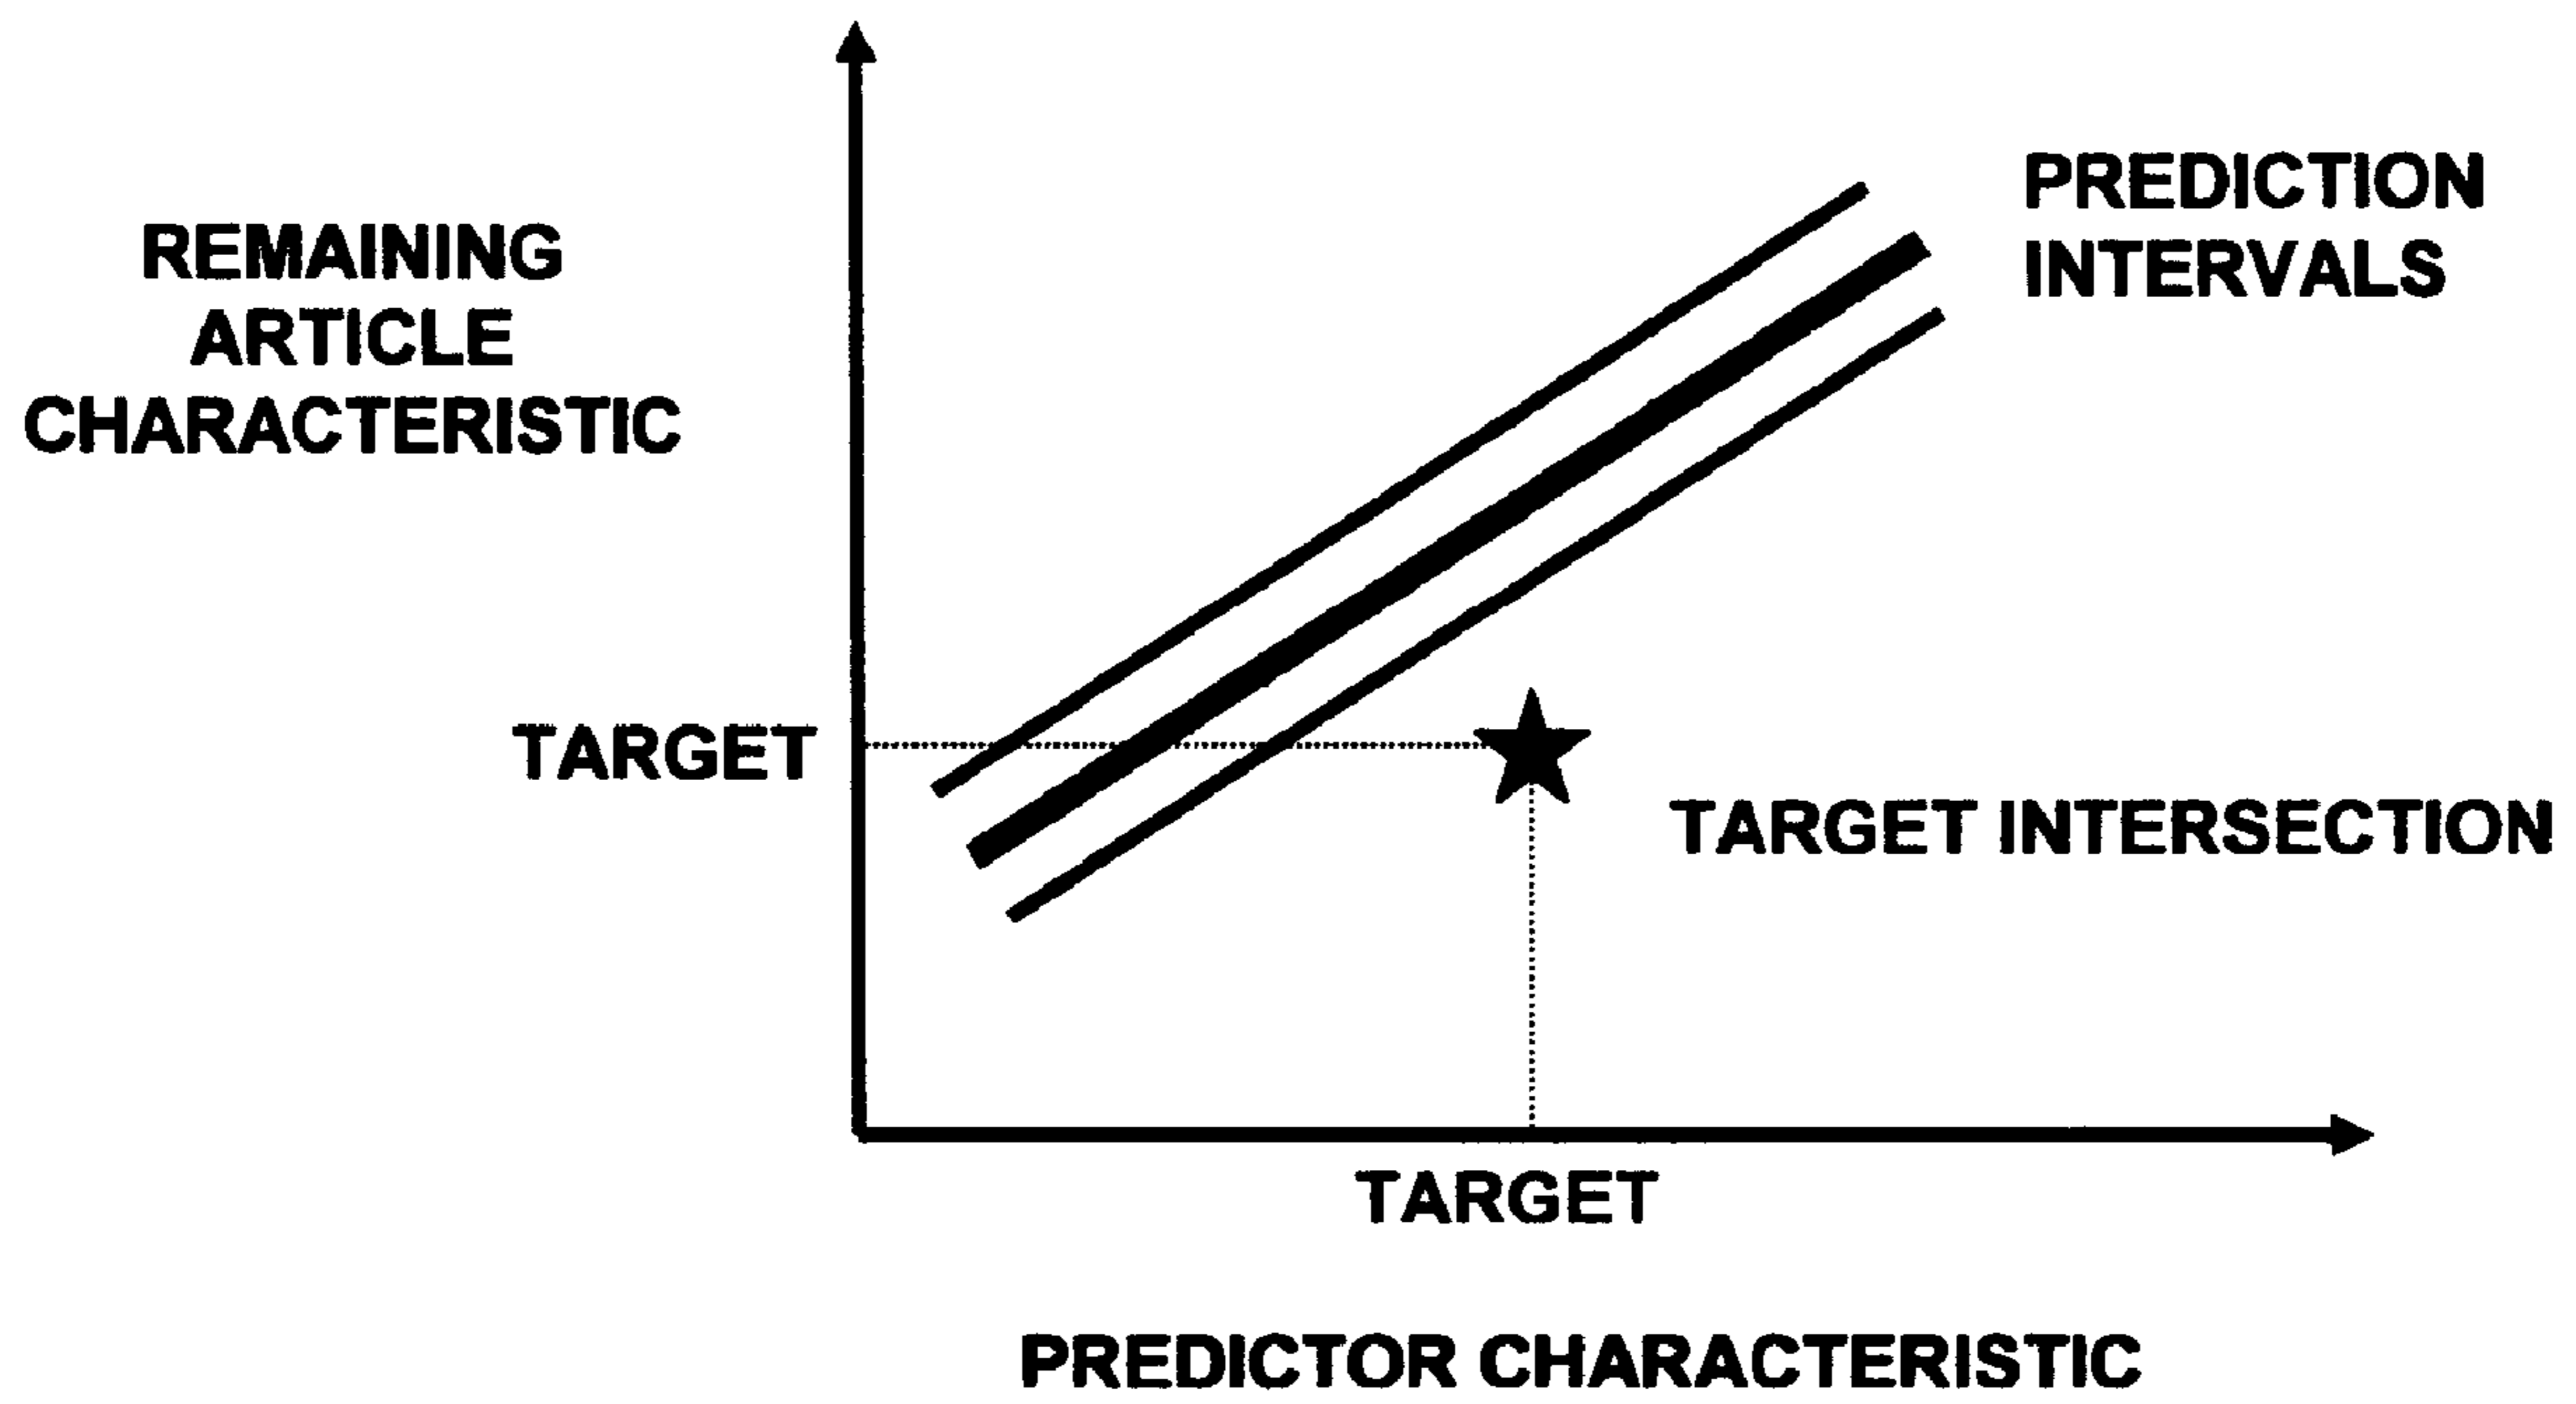 PREDICTION
INTERVALS
REMAINING
ARTICLE
CHARACTERISTIC
TARGET
TARGET INTERSECTION
TARGET
PREDICTOR CHARACTERISTIC